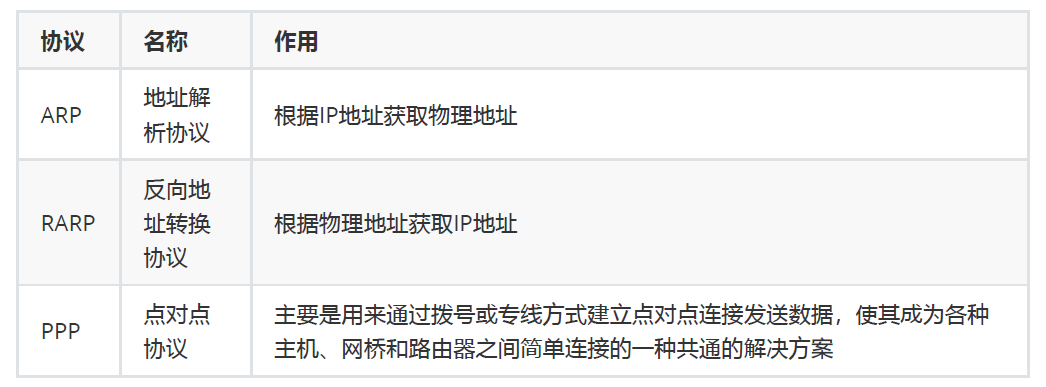 协议 名称 作用
ARP
地址解
析协议
根据IP地址获取物理地址
RARP
反向地
址转换
协议
根据物理地址获取IP地址
PPP
点对点
协议
主要是用来通过拨号或专线方式建立点对点连接发送数据，使其成为各种
主机、网桥和路由器之间简单连接的一种共通的解决方案